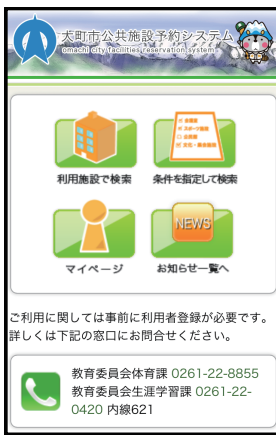 大町市公共施設予約システム
omachi city facilities reservation system
NEWS
利用施設で検索
条件を指定して検索
マイページ
お知らせ一覧へ
ご利用に関しては事前に利用者登録が必要です。
詳しくは下記の窓口にお問合せください。
教育委員会体育課 0261-22-8855
教育委員会生涯学習課 0261-22-
0420 内線621